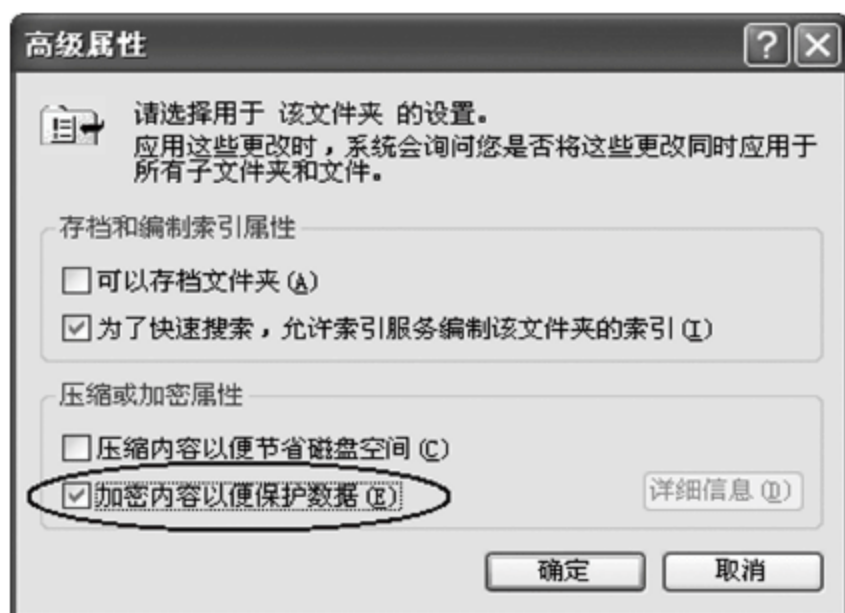 高级属性
请选择用于 该文件夹 的设置。
应用这些更改时，系统会询问您是否将这些更改同时应用于
所有子文件夹和文件。
存档和编制索引属性
可以存档文件夹(A)
为了快速搜索，允许索引服务编制该文件夹的索引(I)
压缩或加密属性
压缩内容以便节省磁盘空间(C)
加密内容以便保护数据(E)
详细信息(D)
确定
取消